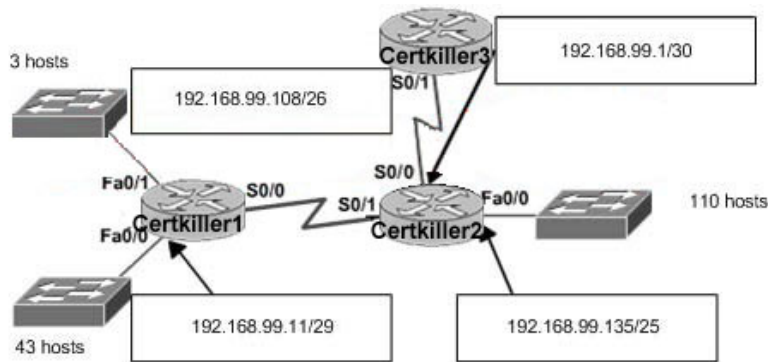 Certkiller3
192.168.99.1/30
3 hosts
192.168.99.108/26
S0/1
Fa0/1
S0/0
S0/0
S0/1
Fa0/0
110 hosts
Certkiller1
Certkiller2
Fa0/0
192.168.99.11/29
192.168.99.135/25
43 hosts